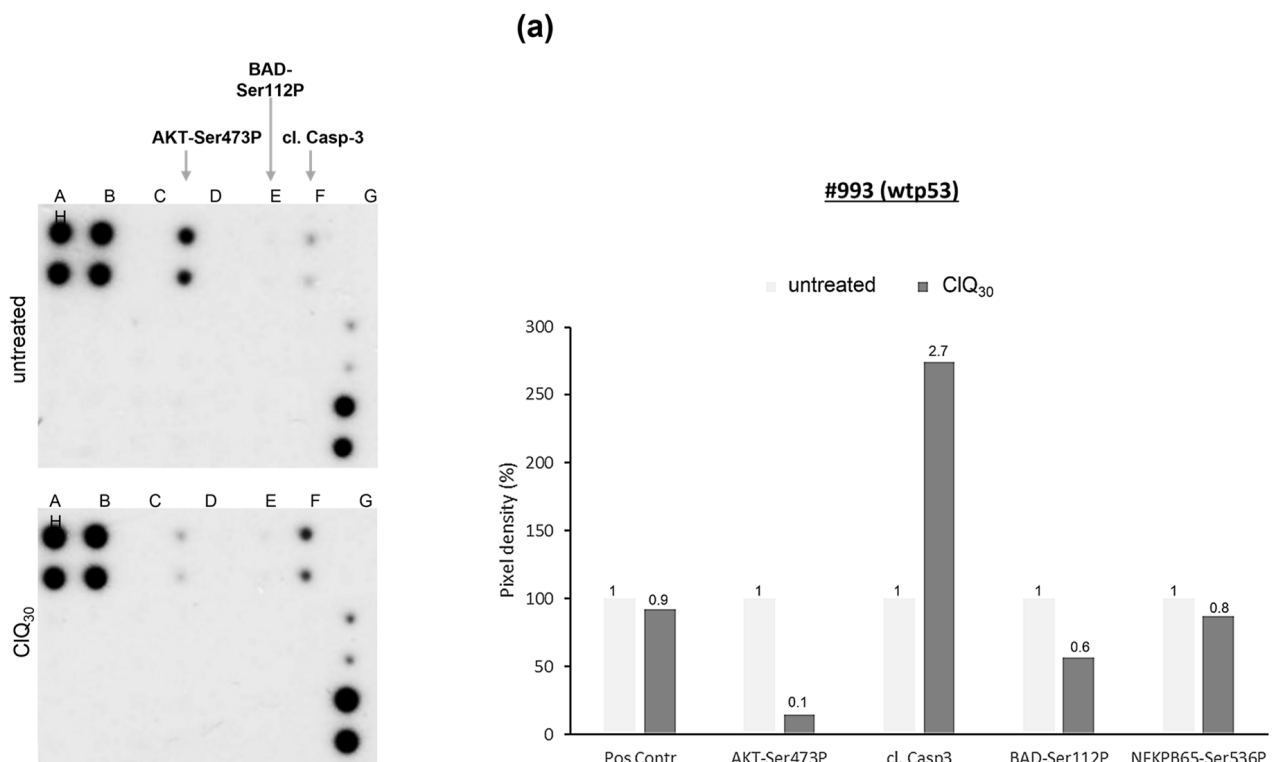 (a)
BAD-
Ser112P
AKT-Ser473P cl. Casp-3
A B C D E F G
H
untreated
A B C D E F G
H
ClQ30
#993 (wtp53)
untreated ClQ30
Pixel density (%)
300
250
200
150
100
50
0
1 0.9 1 0.1 1 2.7 1 0.6 1 0.8
Pos Contr AKT-Ser473P cl. Casp3 BAD-Ser112P NFKPB65-Ser536P